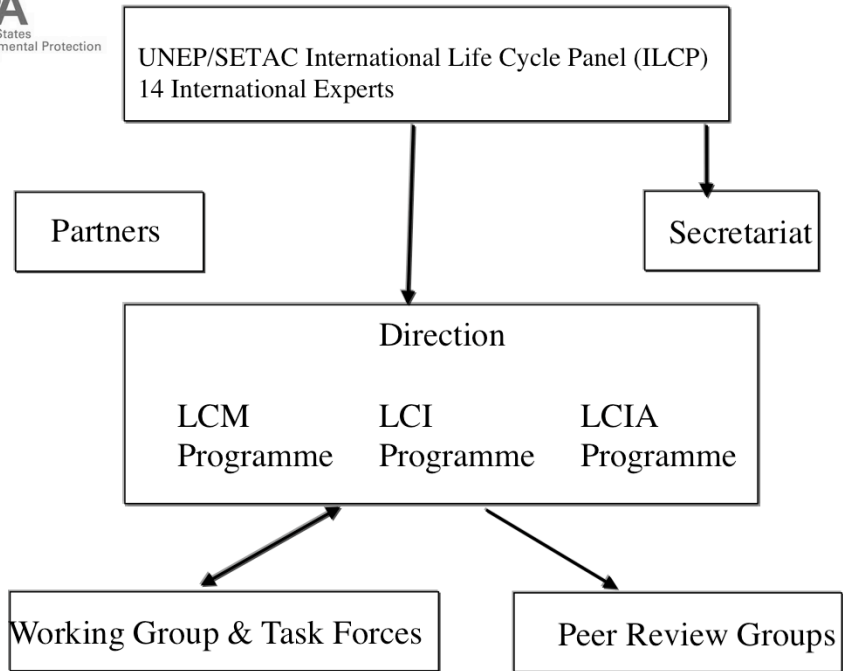 A
States
mental Protection
UNEP/SETAC International Life Cycle Panel (ILCP)
14 International Experts
Partners
Secretariat
Direction
LCM LCI LCIA
Programme Programme Programme
Working Group & Task Forces
Peer Review Groups